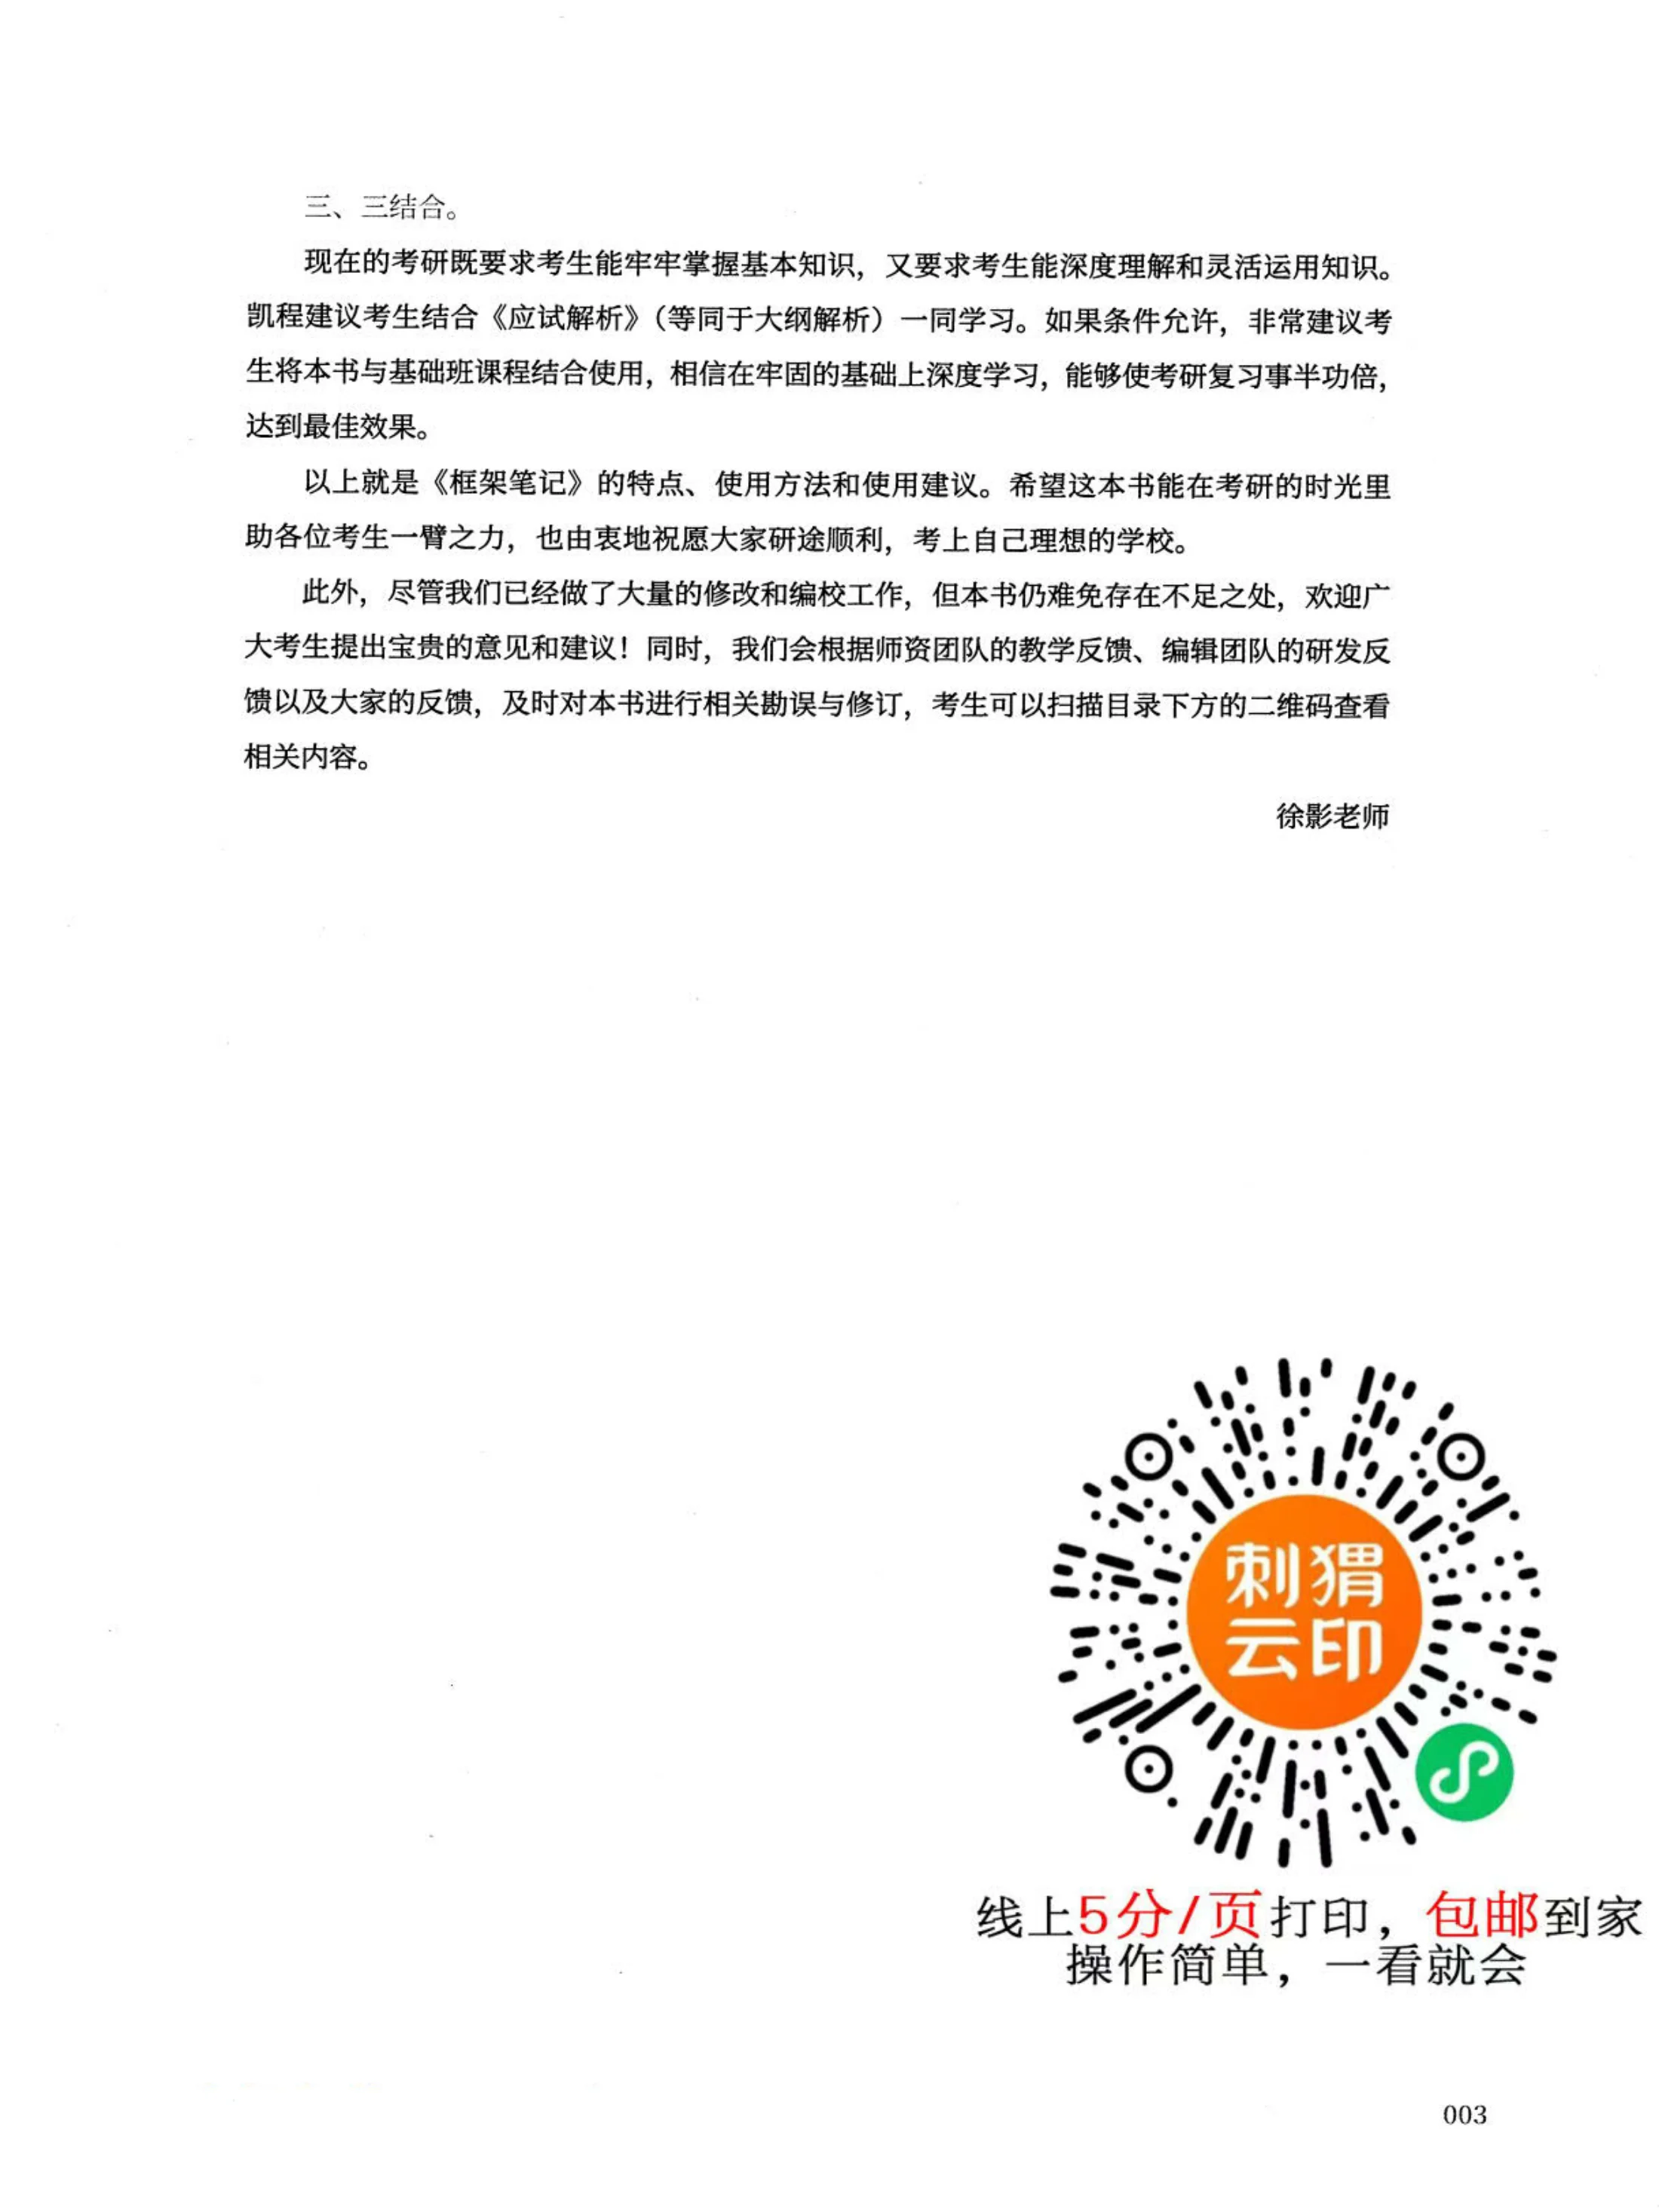 三、三结合。
现在的考研既要求考生能牢牢掌握基本知识，又要求考生能深度理解和灵活运用知识。
凯程建议考生结合《应试解析》（等同于大纲解析）一同学习。如果条件允许，非常建议考
生将本书与基础班课程结合使用，相信在牢固的基础上深度学习，能够使考研复习事半功倍，
达到最佳效果。
以上就是《框架笔记》的特点、使用方法和使用建议。希望这本书能在考研的时光里
助各位考生一臂之力，也由衷地祝愿大家研途顺利，考上自己理想的学校。
此外，尽管我们已经做了大量的修改和编校工作，但本书仍难免存在不足之处，欢迎广
大考生提出宝贵的意见和建议！同时，我们会根据师资团队的教学反馈、编辑团队的研发反
馈以及大家的反馈，及时对本书进行相关勘误与修订，考生可以扫描目录下方的二维码查看
相关内容。
徐影老师
刺猬
云印
线上5分/页打印，包邮到家
操作简单，一看就会
003